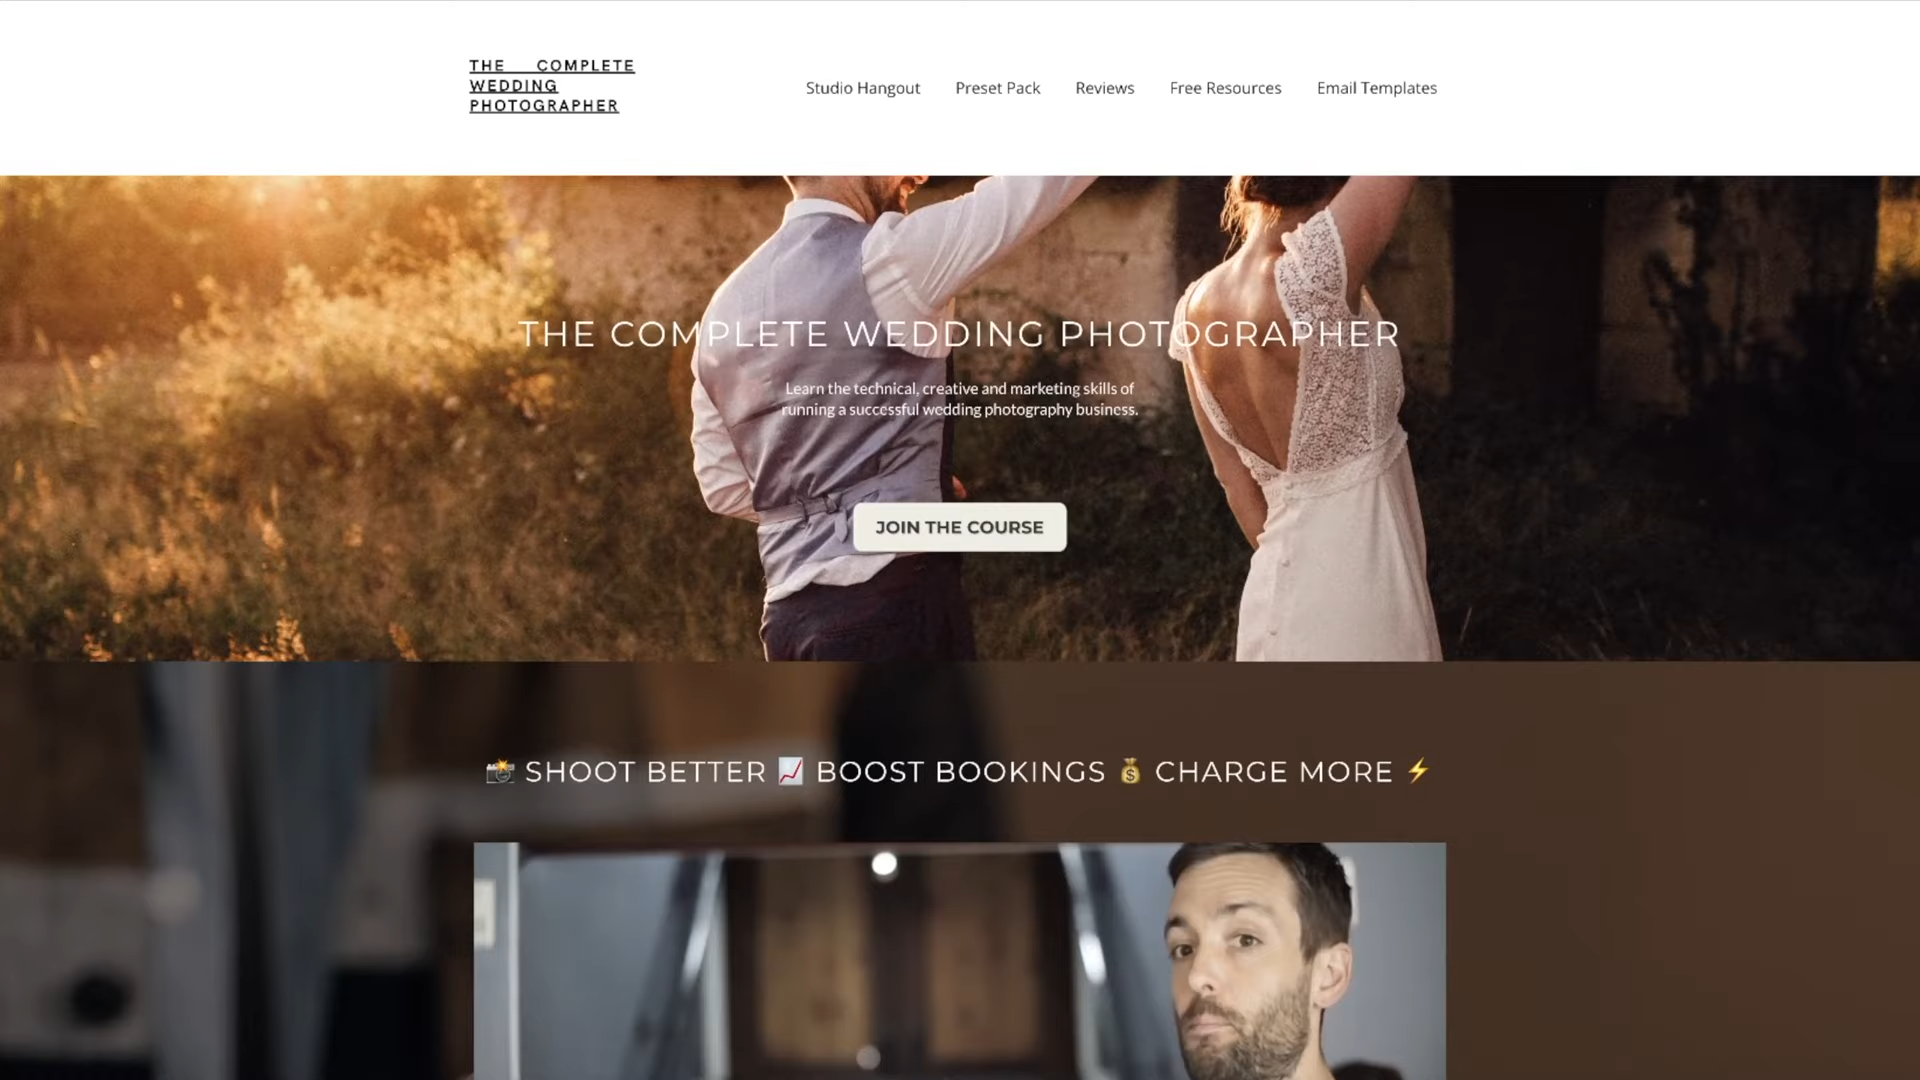 THE COMPLETE
WEDDING
PHOTOGRAPHER
Studio Hangout Preset Pack Reviews Free Resources Email Templates
THE COMPLETE WEDDING PHOTOGRAPHER
Learn the technical, creative and marketing skills of
running a successful wedding photography business.
JOIN THE COURSE
📸 SHOOT BETTER 📈 BOOST BOOKINGS 💰 CHARGE MORE ⚡